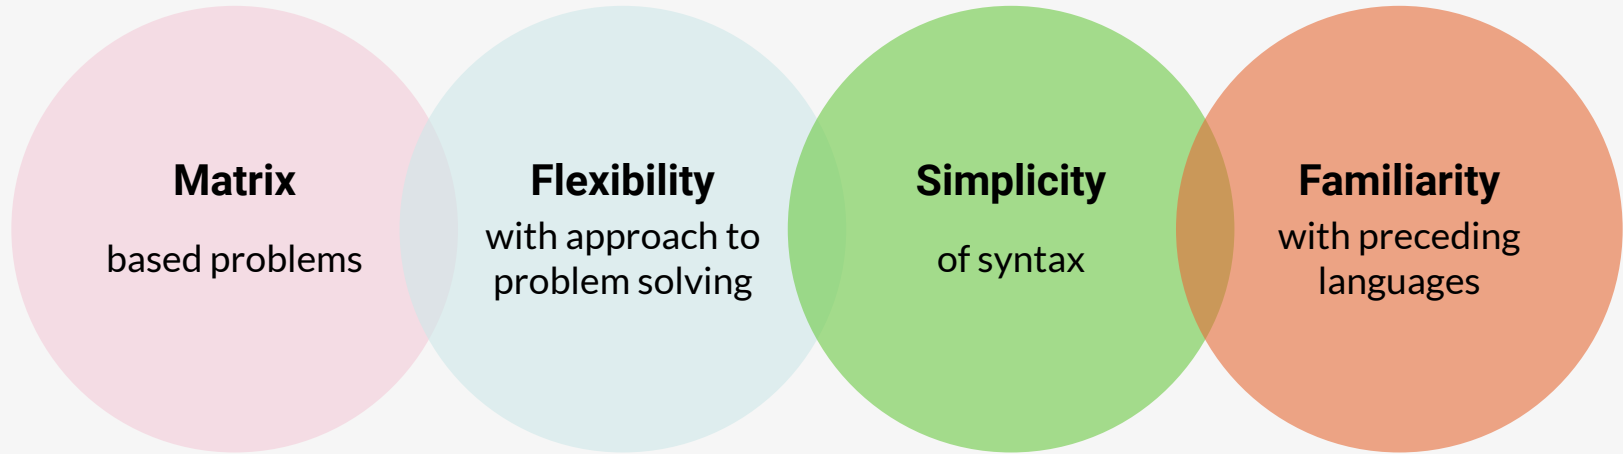 Matrix
based problems
Flexibility
with approach to
problem solving
Simplicity
of syntax
Familiarity
with preceding
languages